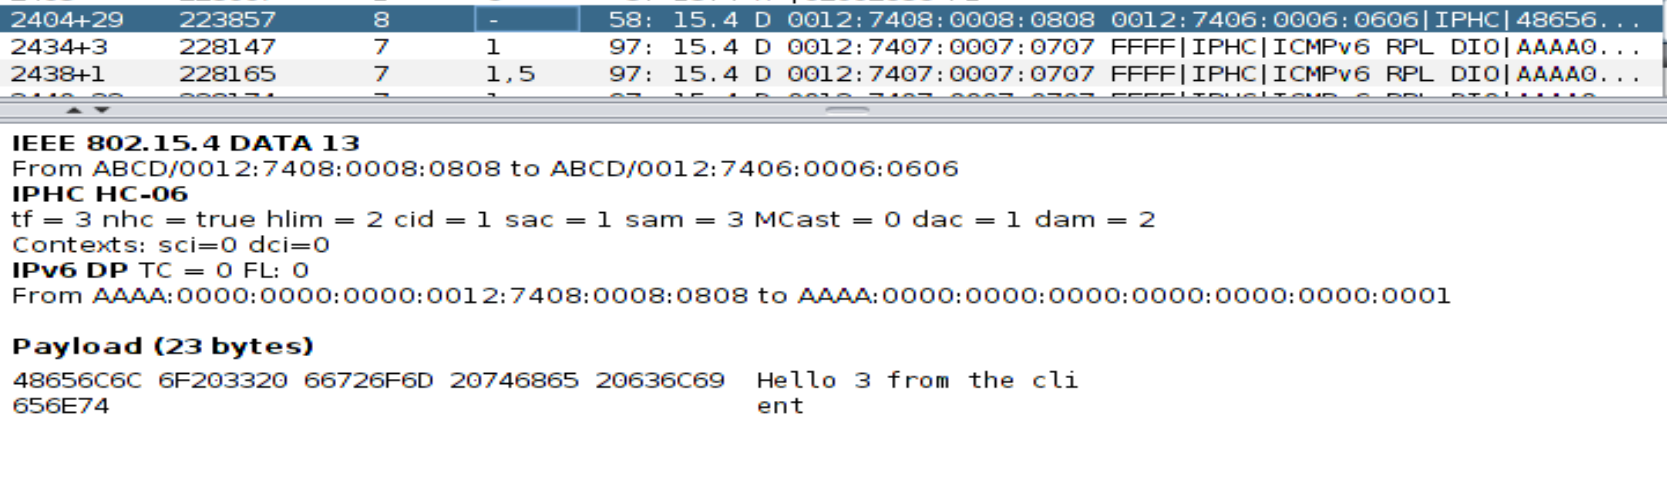 2404+29 223857 8 - 58: 15.4 D 0012:7408:0008:0808 0012:7406:0006:0606|IPHC|48656...
2434+3 228147 7 1 97: 15.4 D 0012:7407:0007:0707 FFFF|IPHC|ICMPv6 RPL DIO|AAAA0...
2438+1 228165 7 1,5 97: 15.4 D 0012:7407:0007:0707 FFFF|IPHC|ICMPv6 RPL DIO|AAAA0...
IEEE 802.15.4 DATA 13
From ABCD/0012:7408:0008:0808 to ABCD/0012:7406:0006:0606
IPHC HC-06
tf = 3 nhc = true hlim = 2 cid = 1 sac = 1 sam = 3 MCast = 0 dac = 1 dam = 2
Contexts: sci=0 dci=0
IPv6 DP TC = 0 FL: 0
From AAAA:0000:0000:0000:0012:7408:0008:0808 to AAAA:0000:0000:0000:0000:0000:0000:0001
Payload (23 bytes)
48656C6C 6F203320 66726F6D 20746865 20636C69 Hello 3 from the cli
656E74 ent